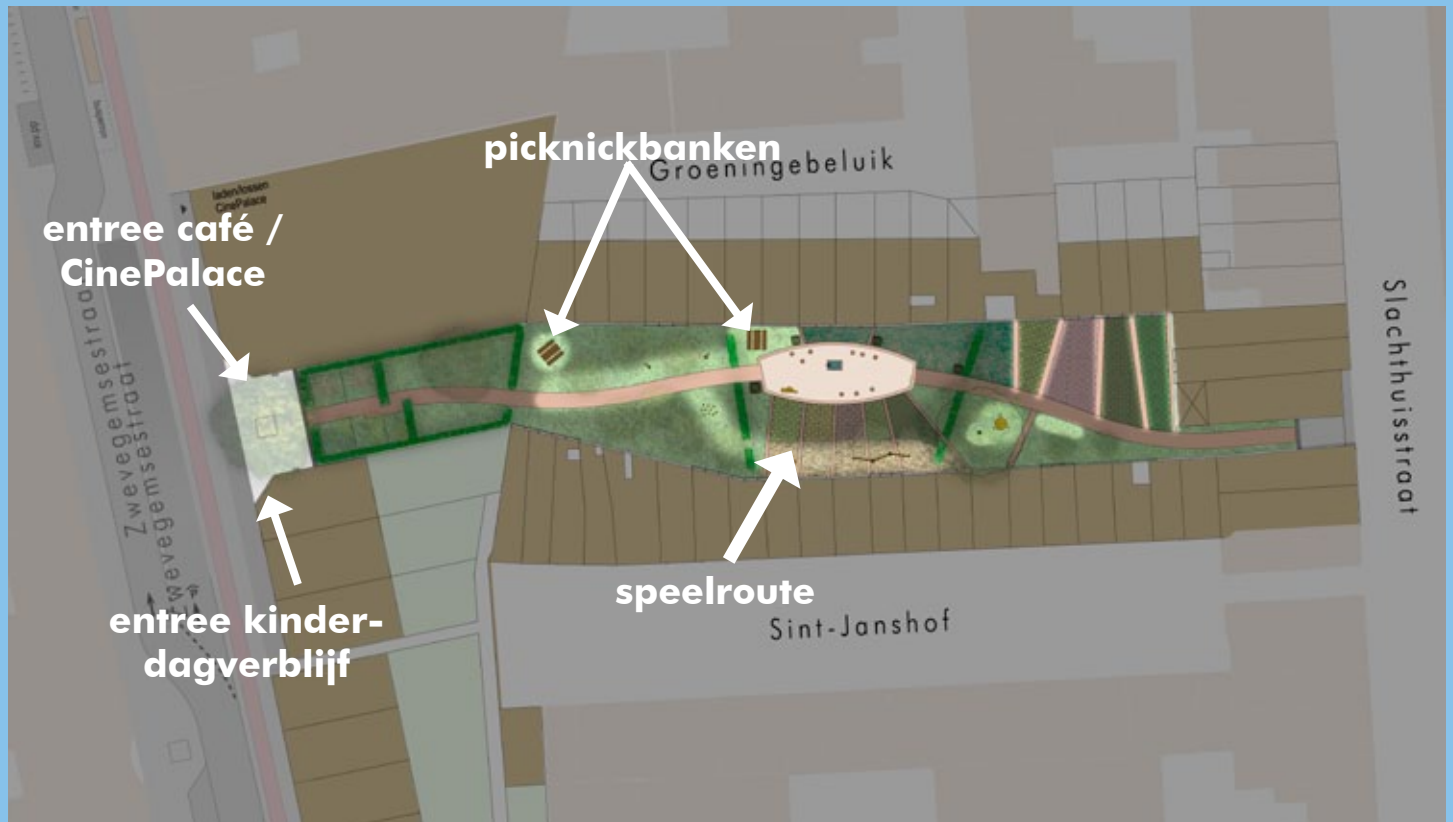 picknickbanken
Groeningebeluik
laden/lossen
CinePalace
entree café /
CinePalace
Zwevegemsestraat
Zwevegemsestraat
Slachthuisstraat
speelroute
Sint-Janshof
entree kinder-
dagverblijf